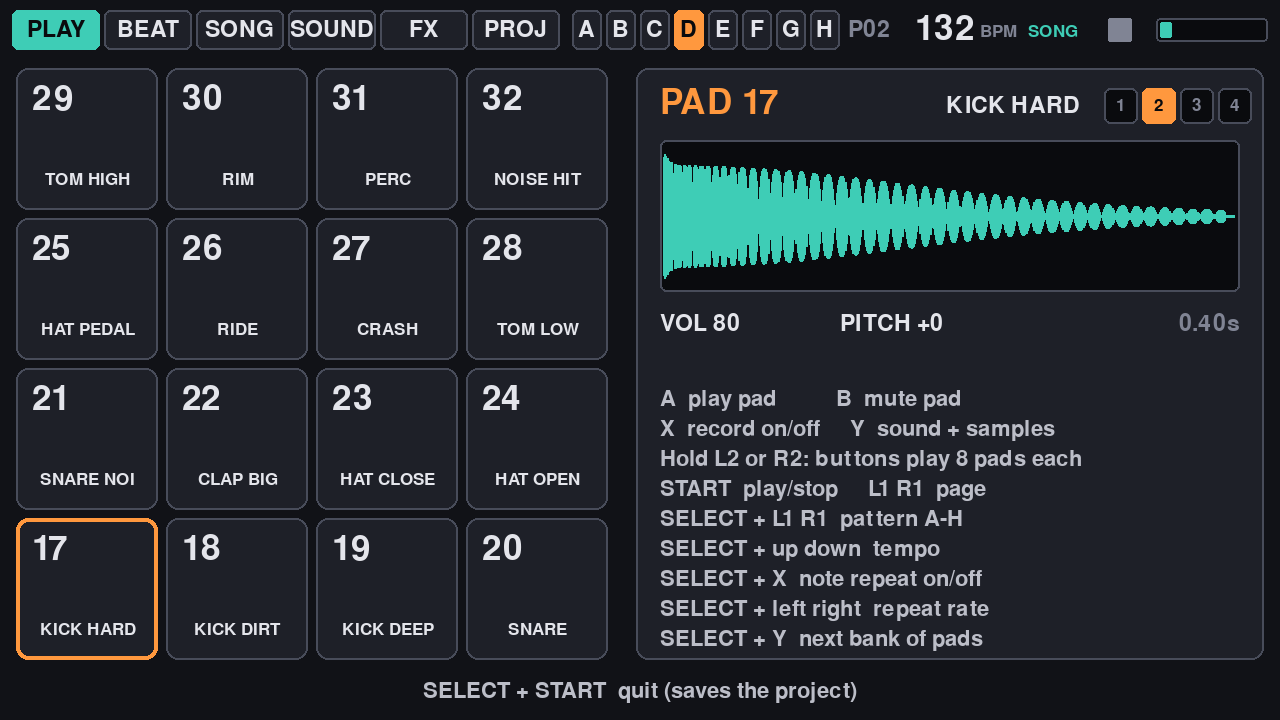 PLAY BEAT SONG SOUND FX PROJ A B C D E F G H P02 132 BPM SONG
29 30 31 32
TOM HIGH RIM PERC NOISE HIT
25 26 27 28
HAT PEDAL RIDE CRASH TOM LOW
21 22 23 24
SNARE NOI CLAP BIG HAT CLOSE HAT OPEN
17 18 19 20
KICK HARD KICK DIRT KICK DEEP SNARE
PAD 17 KICK HARD 1 2 3 4
VOL 80 PITCH +0 0.40s
A play pad B mute pad
X record on/off Y sound + samples
Hold L2 or R2: buttons play 8 pads each
START play/stop L1 R1 page
SELECT + L1 R1 pattern A-H
SELECT + up down tempo
SELECT + X note repeat on/off
SELECT + left right repeat rate
SELECT + Y next bank of pads
SELECT + START quit (saves the project)